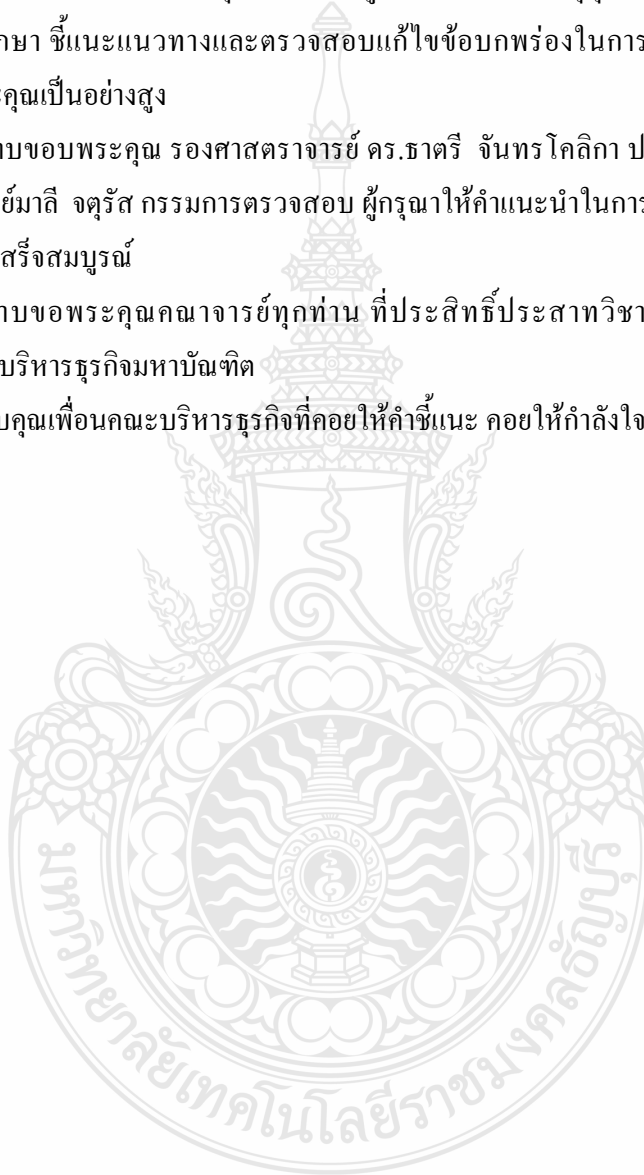 กษา ชี้แนะแนวทางและตรวจสอบแก้ไขข้อบกพร่องในการ
ะคุณเป็นอย่างสูง
าบขอบพระคุณ รองศาสตราจารย์ ดร.ธาตรี จันทรโคลิกา ป
ย์มาลี จตุรัส กรรมการตรวจสอบ ผู้กรุณาให้คำแนะนำในการ
สร็จสมบูรณ์
าบขอพระคุณคณาจารย์ทุกท่าน ที่ประสิทธิ์ประสาทวิชา
บริหารธุรกิจมหาบัณฑิต
บคุณเพื่อนคณะบริหารธุรกิจที่คอยให้คำชี้แนะ คอยให้กำลังใจ
มหาวิทยาลัยเทคโนโลยีราชมงคลธัญบุรี